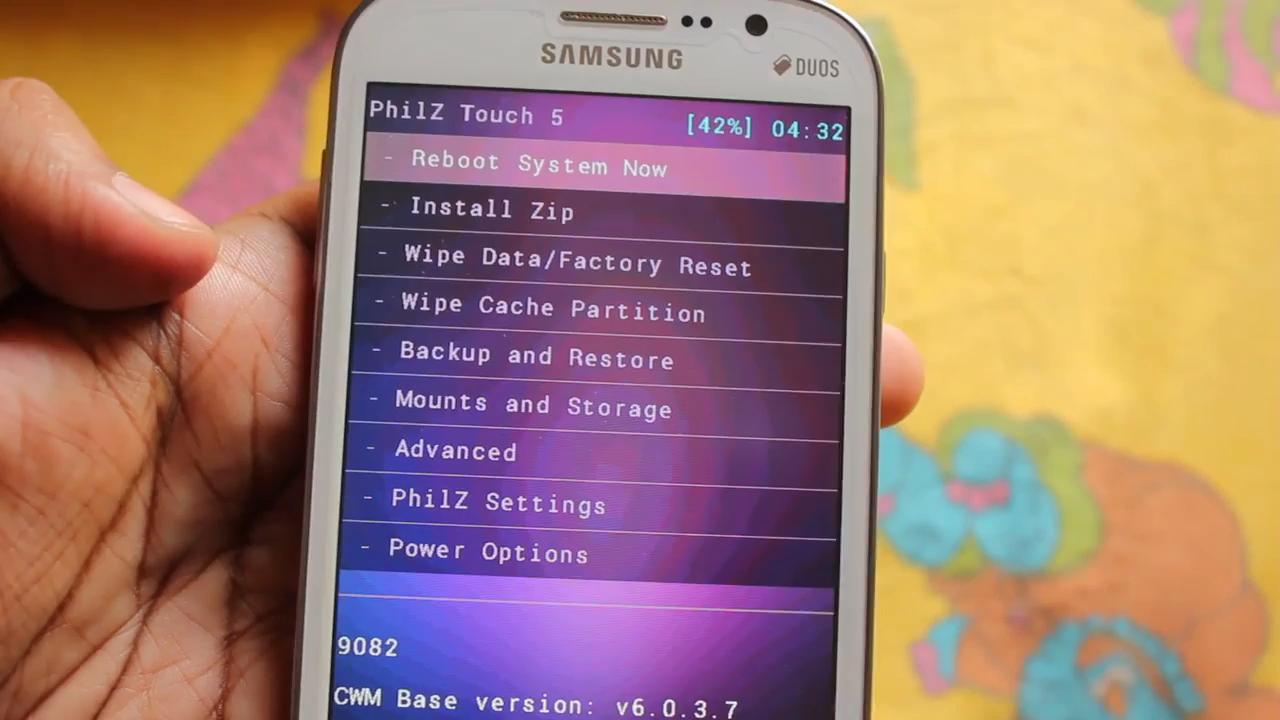 SAMSUNG
DUOS
PhilZ Touch 5 [42%] 04:32
- Reboot System Now
- Install Zip
- Wipe Data/Factory Reset
- Wipe Cache Partition
- Backup and Restore
- Mounts and Storage
- Advanced
- PhilZ Settings
- Power Options
9082
CWM Base version: v6.0.3.7